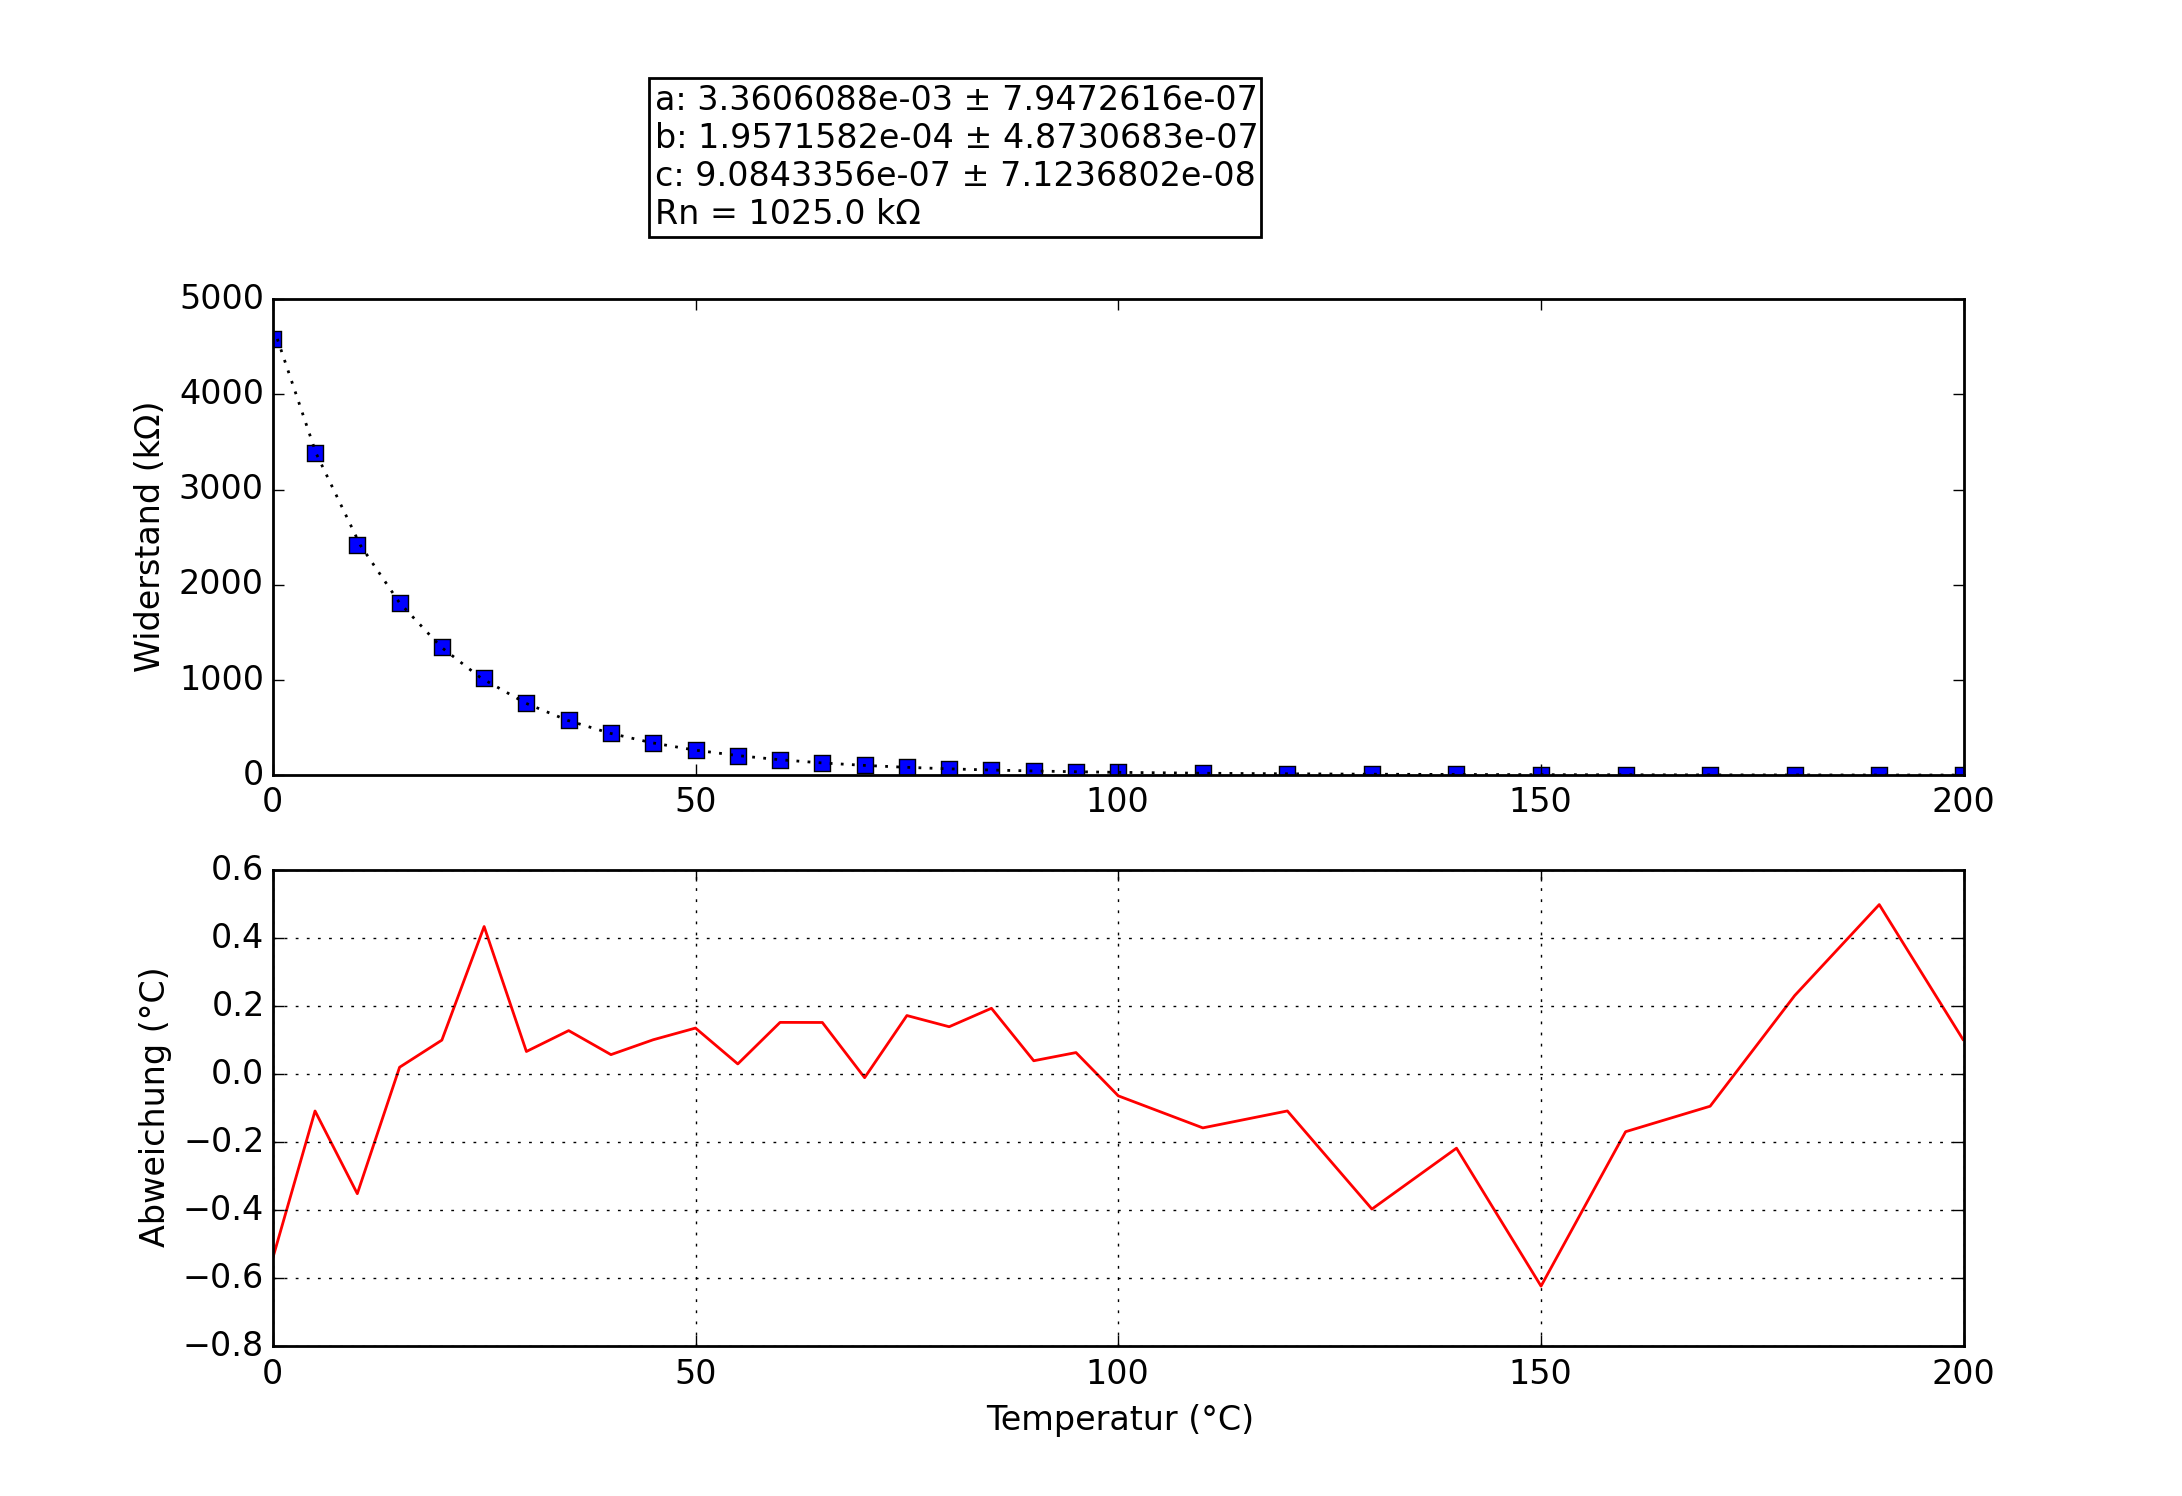 a: 3.3606088e-03 ± 7.9472616e-07
b: 1.9571582e-04 ± 4.8730683e-07
c: 9.0843356e-07 ± 7.1236802e-08
Rn = 1025.0 kΩ
5000
4000
3000
2000
1000
0
Widerstand (kΩ)
0 50 100 150 200
0.6
0.4
0.2
0.0
−0.2
−0.4
−0.6
−0.8
Abweichung (°C)
0 50 100 150 200
Temperatur (°C)